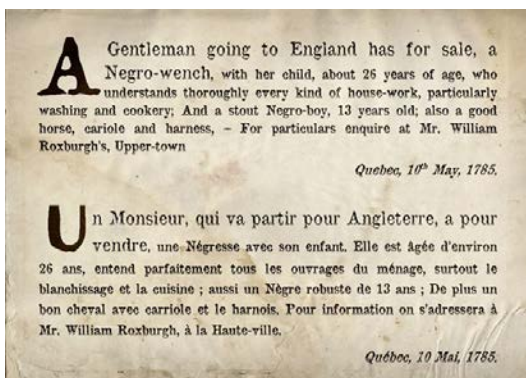 A Gentleman going to England has for sale, a
Negro-wench, with her child, about 26 years of age, who
understands thoroughly every kind of house-work, particularly
washing and cookery; And a stout Negro-boy, 13 years old; also a good
horse, cariole and harness, – For particulars enquire at Mr. William
Roxburgh's, Upper-town
Quebec, 10th May, 1785.
Un Monsieur, qui va partir pour Angleterre, a pour
vendre, une Négresse avec son enfant. Elle est âgée d'environ
26 ans, entend parfaitement tous les ouvrages du ménage, surtout le
blanchissage et la cuisine ; aussi un Nègre robuste de 13 ans ; De plus un
bon cheval avec carriole et le harnois. Pour information on s'adressera à
Mr. William Roxburgh, à la Haute-ville.
Québec, 10 Mai, 1785.